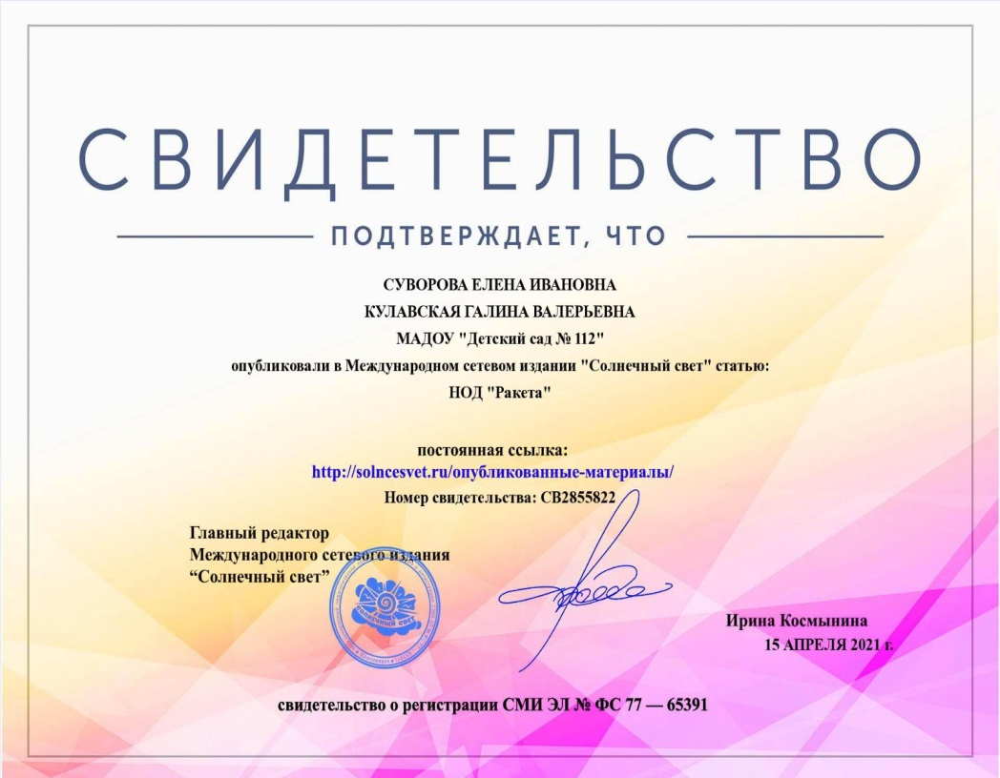 СВИДЕТЕЛЬСТВО
ПОДТВЕРЖДАЕТ, ЧТО
СУВОРОВА ЕЛЕНА ИВАНОВНА
КУЛАВСКАЯ ГАЛИНА ВАЛЕРЬЕВНА
МАДОУ "Детский сад № 112"
опубликовали в Международном сетевом издании "Солнечный свет" статью:
НОД "Ракета"
постоянная ссылка:
http://solncesvet.ru/опубликованные-материалы/
Номер свидетельства: СВ2855822
Главный редактор
Международного сетевого издания
“Солнечный свет”
Солнечный свет
Ирина Космынина
15 АПРЕЛЯ 2021 г.
свидетельство о регистрации СМИ ЭЛ № ФС 77 — 65391